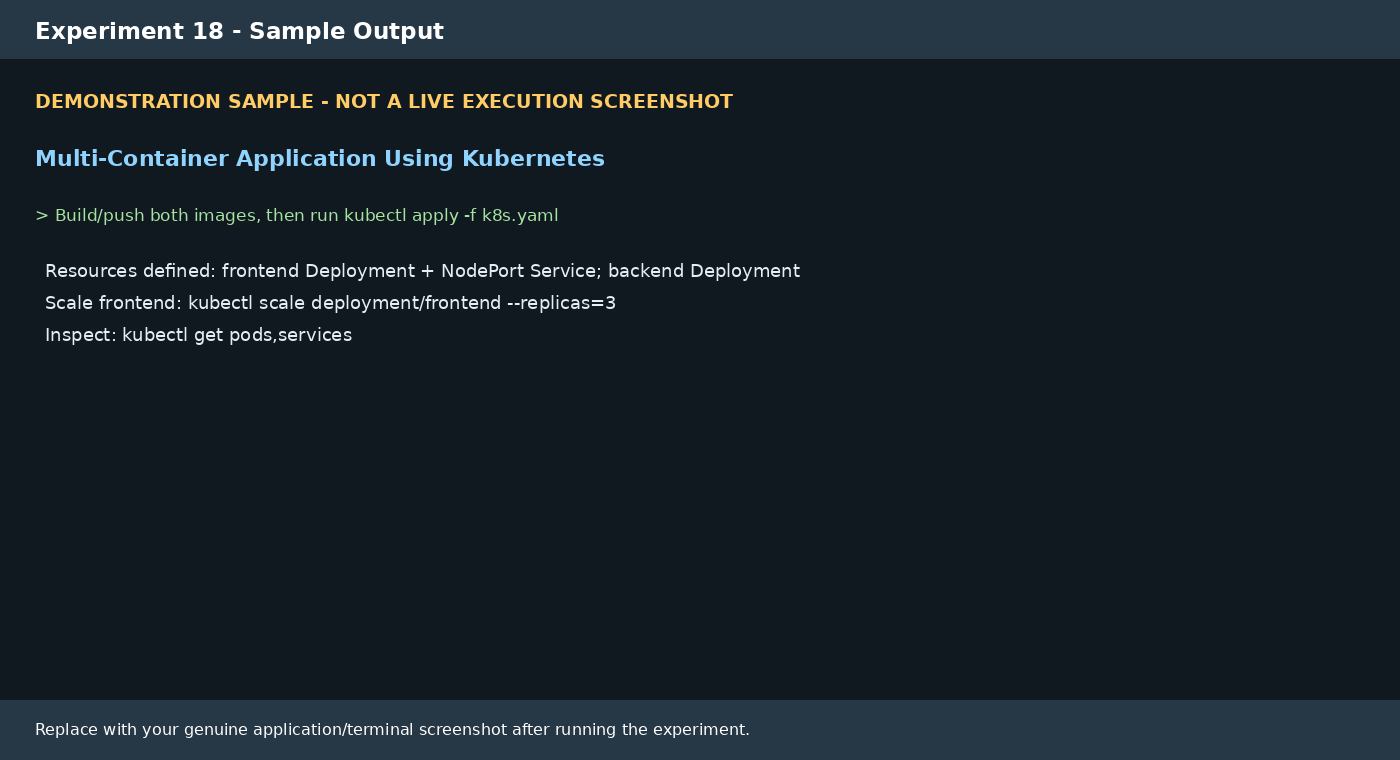 Experiment 18 - Sample Output
DEMONSTRATION SAMPLE - NOT A LIVE EXECUTION SCREENSHOT
Multi-Container Application Using Kubernetes
> Build/push both images, then run kubectl apply -f k8s.yaml
Resources defined: frontend Deployment + NodePort Service; backend Deployment
Scale frontend: kubectl scale deployment/frontend --replicas=3
Inspect: kubectl get pods,services
Replace with your genuine application/terminal screenshot after running the experiment.